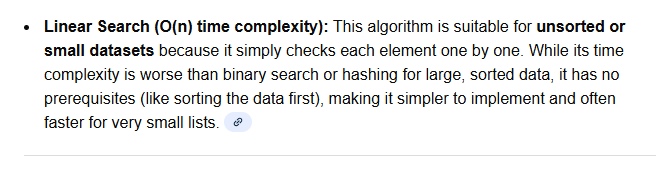 • Linear Search (O(n) time complexity): This algorithm is suitable for unsorted or
small datasets because it simply checks each element one by one. While its time
complexity is worse than binary search or hashing for large, sorted data, it has no
prerequisites (like sorting the data first), making it simpler to implement and often
faster for very small lists.